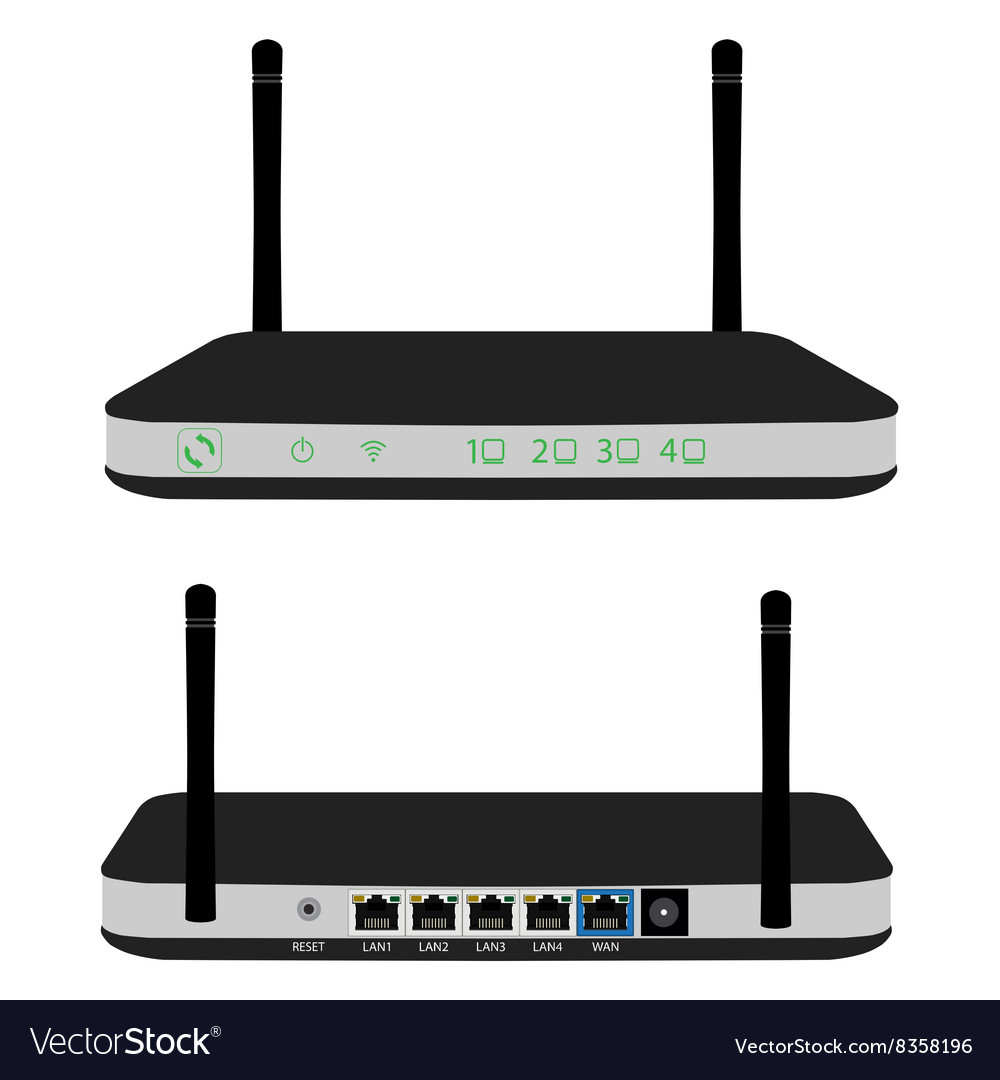 1 2 3 4
RESET LAN1 LAN2 LAN3 LAN4 WAN
VectorStock®
VectorStock.com/8358196